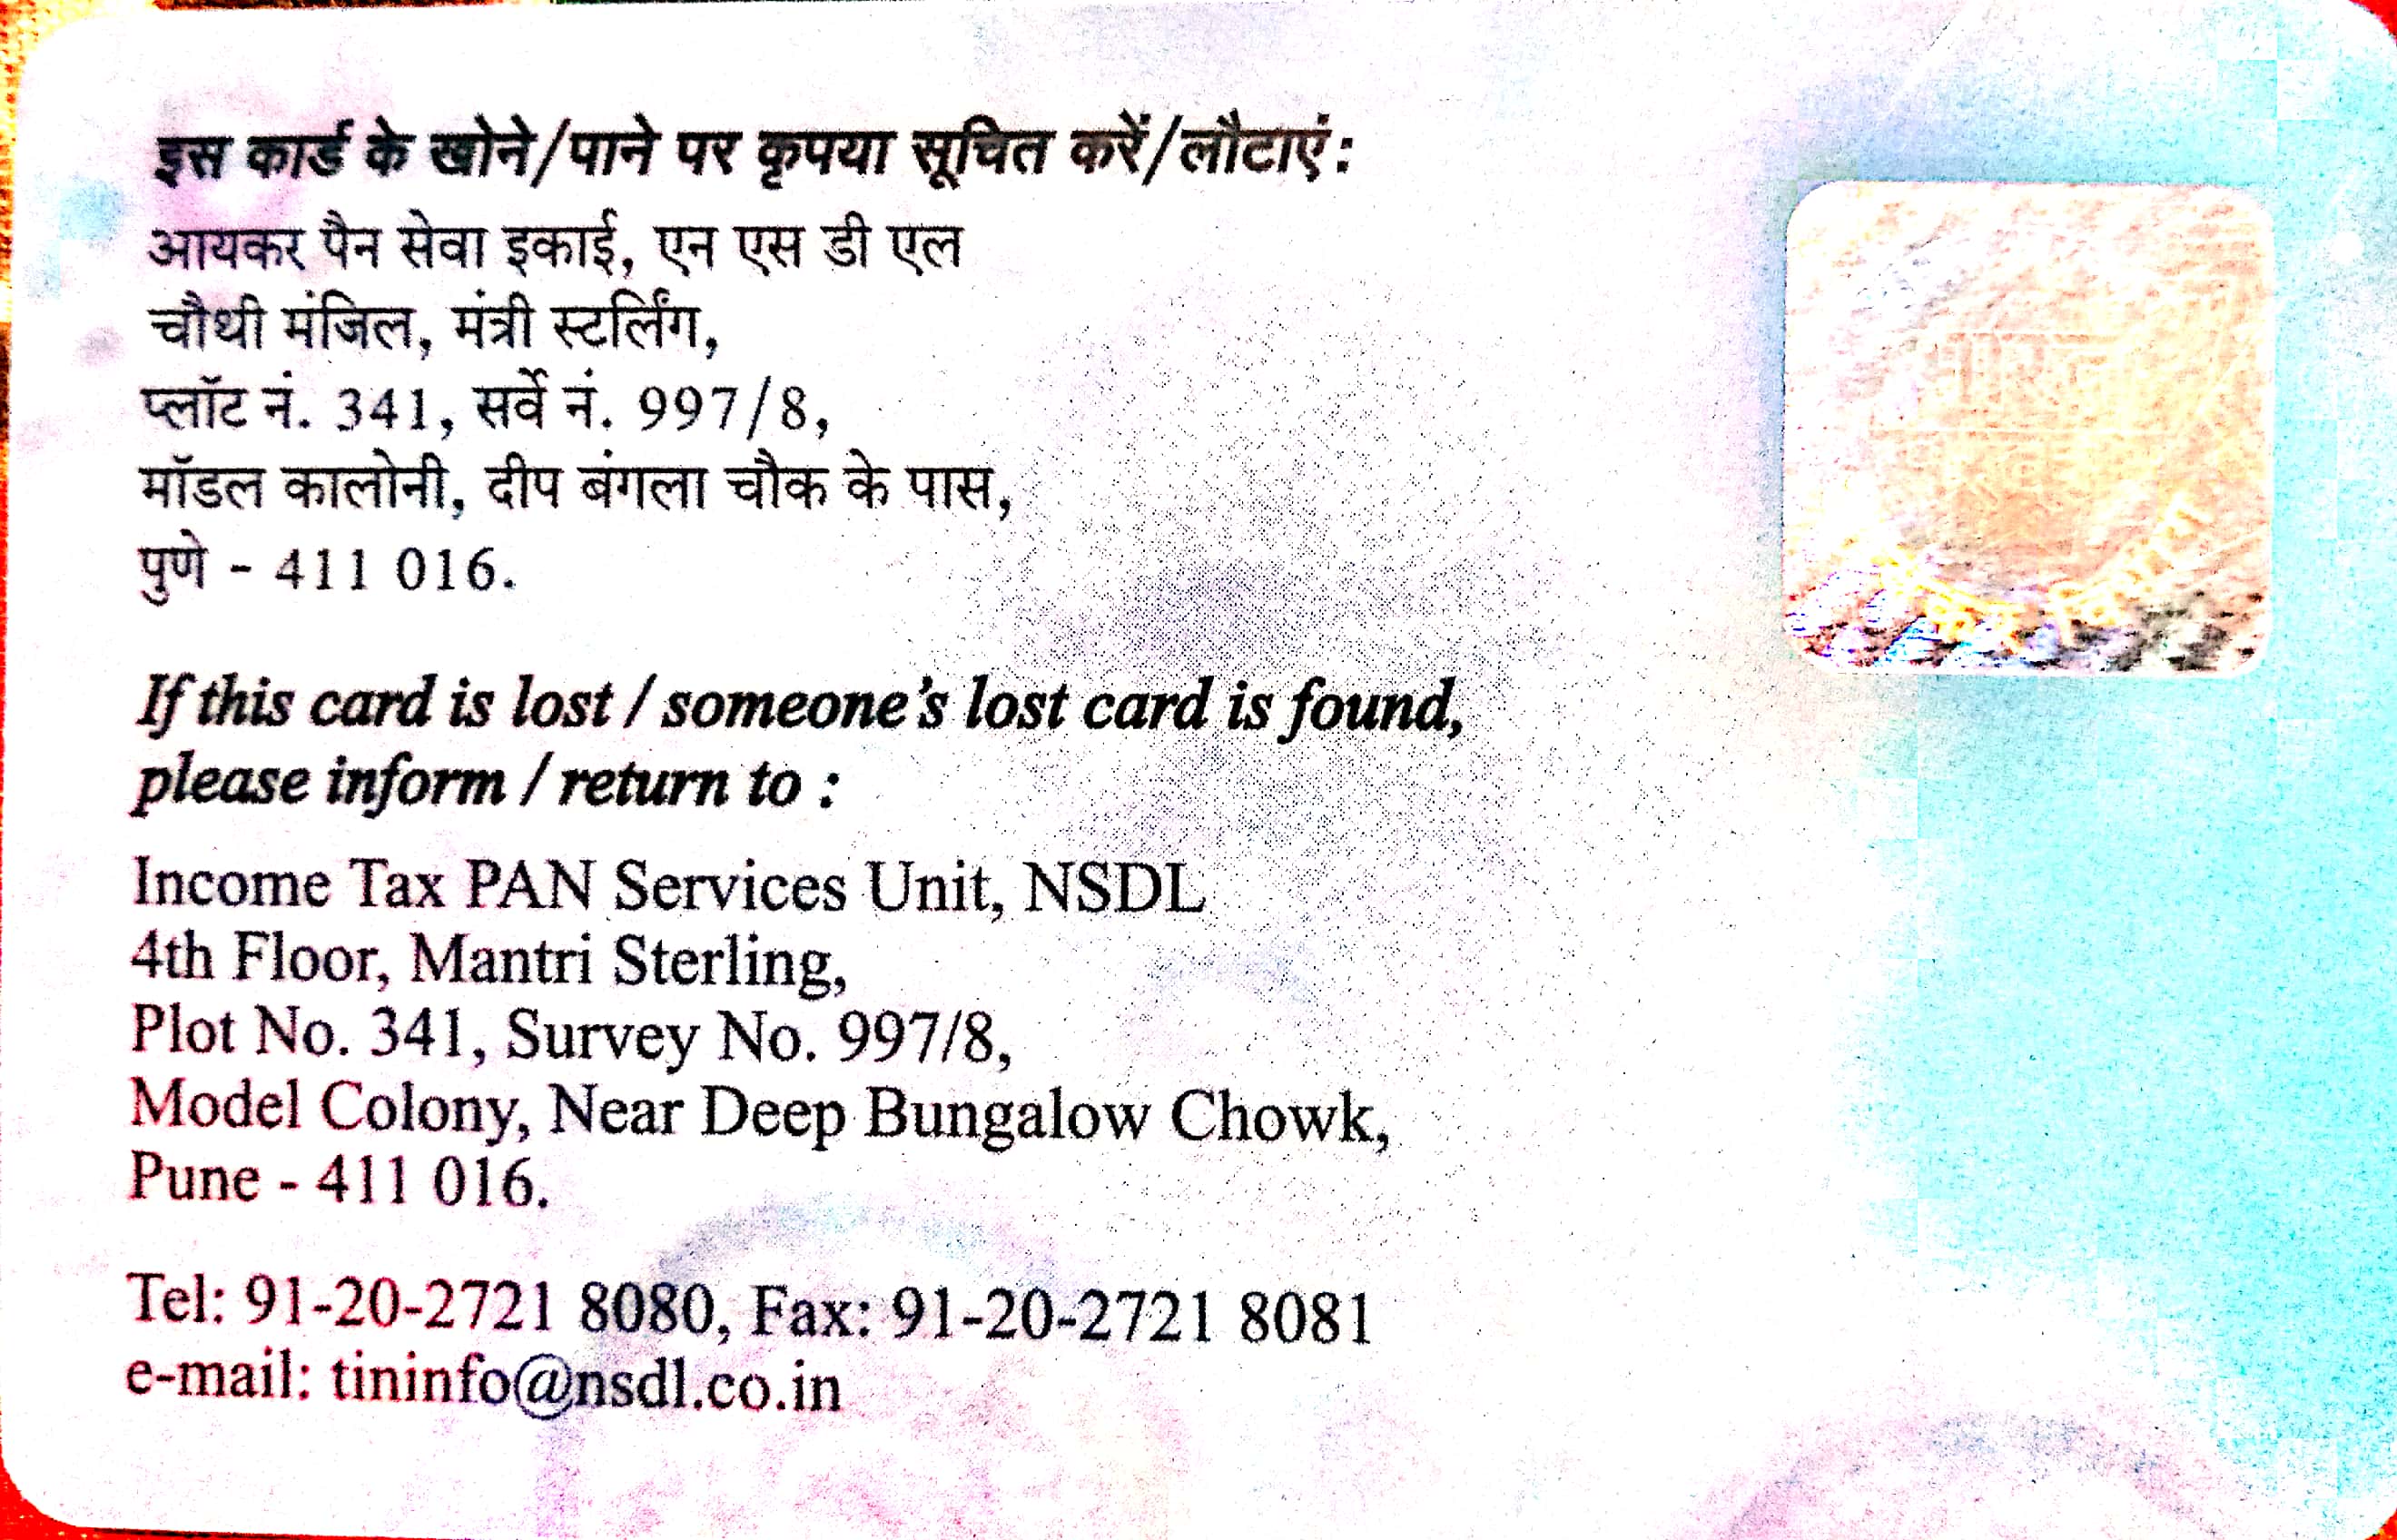 इस कार्ड के खोने/पाने पर कृपया सूचित करें/लौटाएं:
आयकर पैन सेवा इकाई, एन एस डी एल
चौथी मंजिल, मंत्री स्टर्लिंग,
प्लॉट नं. 341, सर्वे नं. 997/8,
मॉडल कालोनी, दीप बंगला चौक के पास,
पुणे - 411 016.
If this card is lost / someone's lost card is found,
please inform / return to :
Income Tax PAN Services Unit, NSDL
4th Floor, Mantri Sterling,
Plot No. 341, Survey No. 997/8,
Model Colony, Near Deep Bungalow Chowk,
Pune - 411 016.
Tel: 91-20-2721 8080, Fax: 91-20-2721 8081
e-mail: tininfo@nsdl.co.in